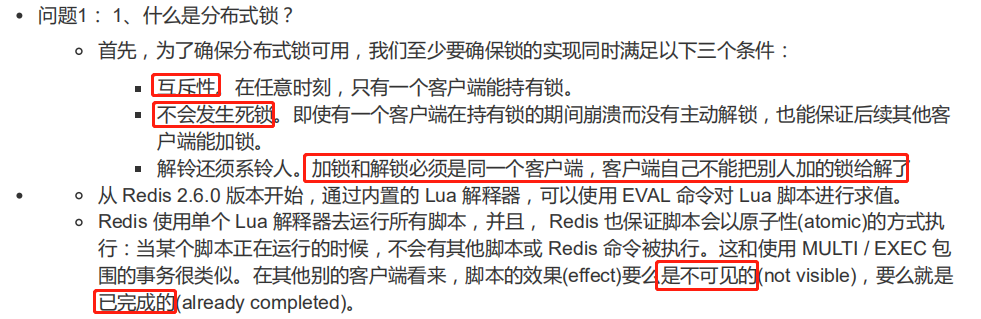 问题1： 1、什么是分布式锁？
首先，为了确保分布式锁可用，我们至少要确保锁的实现同时满足以下三个条件：
互斥性。在任意时刻，只有一个客户端能持有锁。
不会发生死锁。即使有一个客户端在持有锁的期间崩溃而没有主动解锁，也能保证后续其他客
户端能加锁。
解铃还须系铃人。加锁和解锁必须是同一个客户端，客户端自己不能把别人加的锁给解了
从 Redis 2.6.0 版本开始，通过内置的 Lua 解释器，可以使用 EVAL 命令对 Lua 脚本进行求值。
Redis 使用单个 Lua 解释器去运行所有脚本，并且， Redis 也保证脚本会以原子性(atomic)的方式执
行：当某个脚本正在运行的时候，不会有其他脚本或 Redis 命令被执行。这和使用 MULTI / EXEC 包
围的事务很类似。在其他别的客户端看来，脚本的效果(effect)要么是不可见的(not visible)，要么就是
已完成的(already completed)。